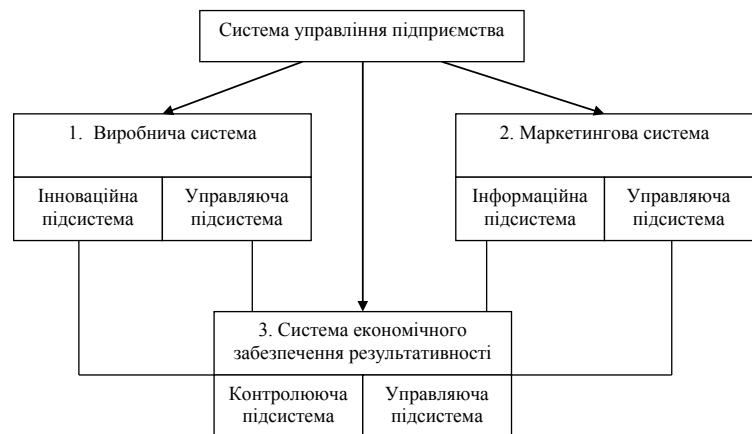 Система управління підприємства
1. Виробнича система
2. Маркетингова система
Інноваційна
підсистема
Управляюча
підсистема
Інформаційна
підсистема
Управляюча
підсистема
3. Система економічного
забезпечення результативності
Контролююча
підсистема
Управляюча
підсистема